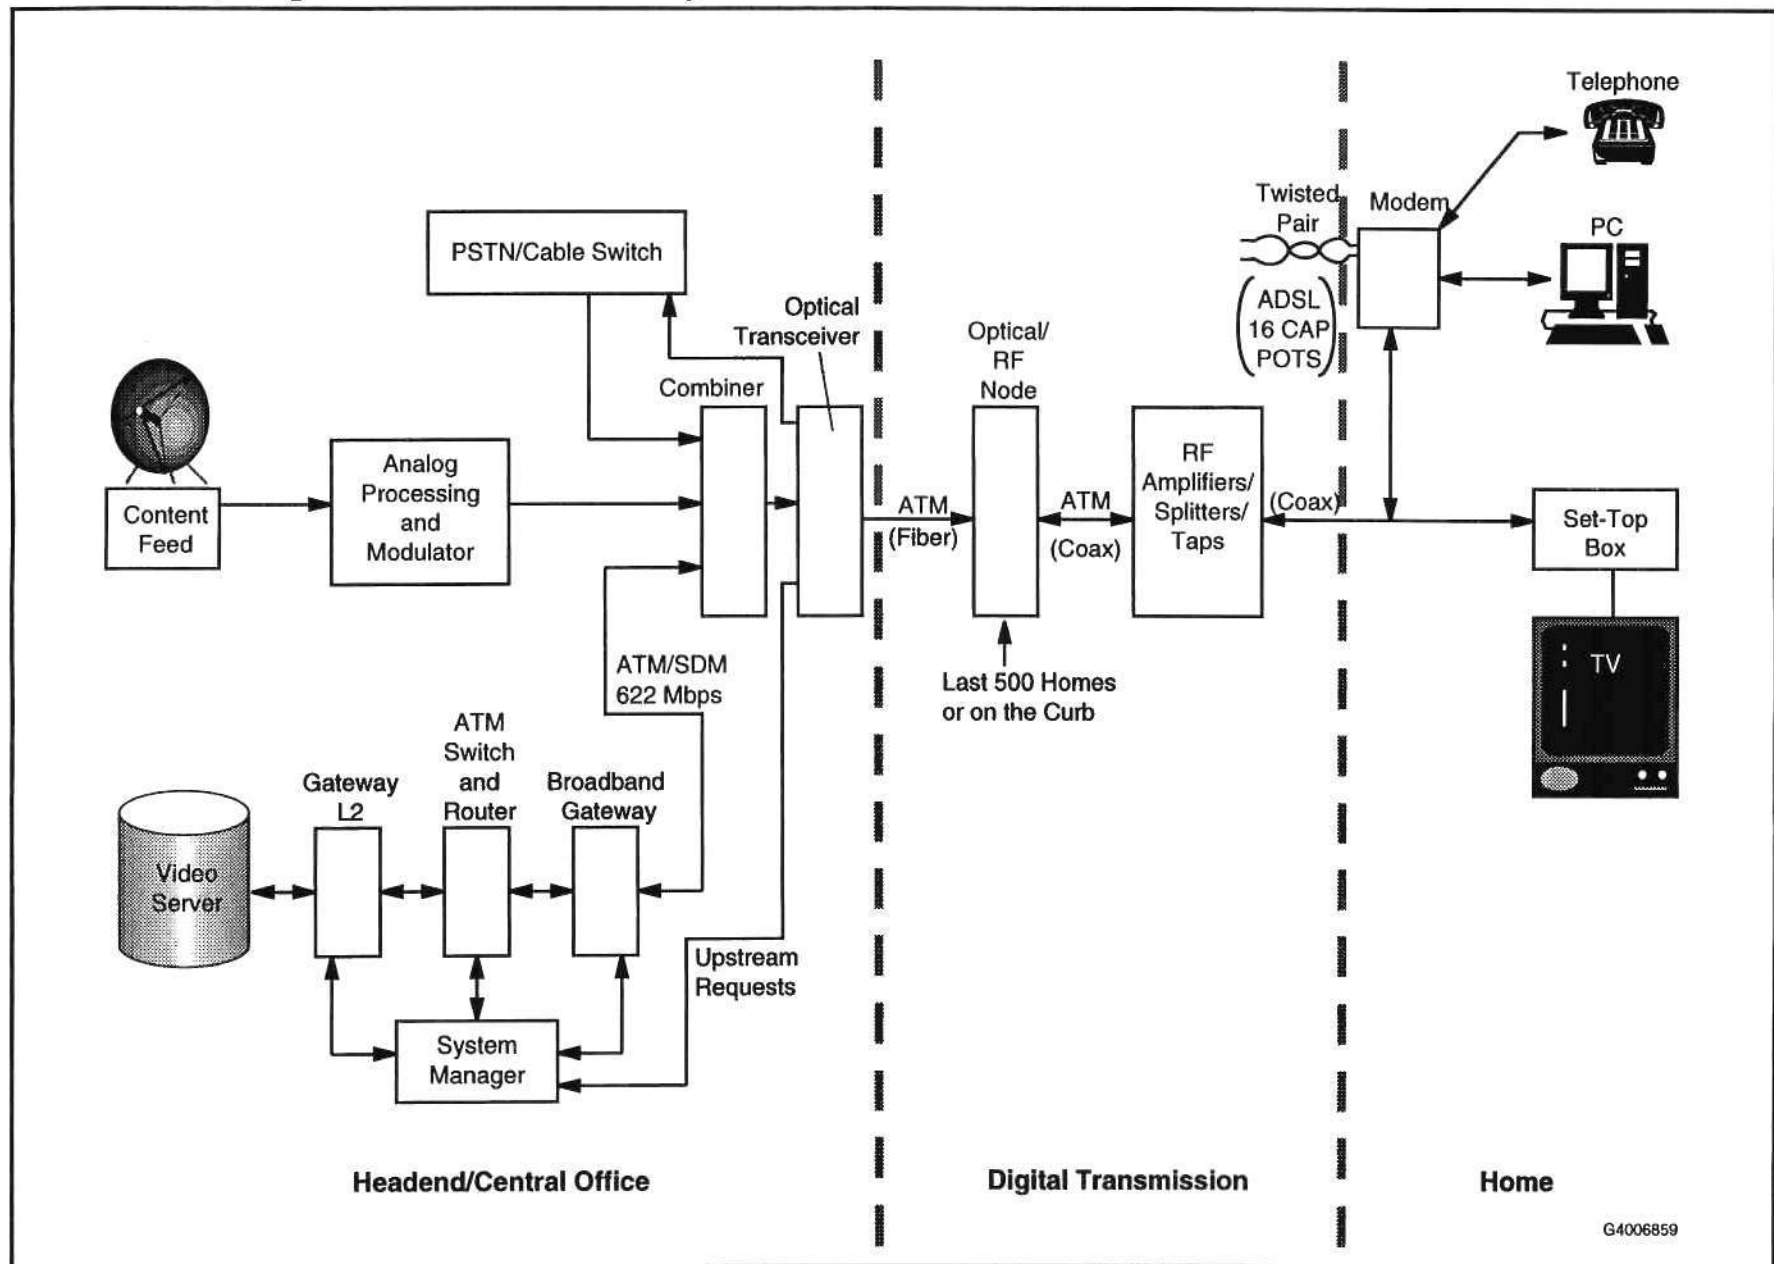 Telephone
Twisted
Pair
Modem
PC
PSTN/Cable Switch
ADSL
16 CAP
POTS
Optical
Transceiver
Optical/
RF
Node
Combiner
Content
Feed
Analog
Processing
and
Modulator
ATM
(Fiber)
ATM
(Coax)
RF
Amplifiers/
Splitters/
Taps
(Coax)
Set-Top
Box
TV
ATM/SDM
622 Mbps
Last 500 Homes
or on the Curb
Video
Server
Gateway
L2
ATM
Switch
and
Router
Broadband
Gateway
Upstream
Requests
System
Manager
Headend/Central Office
Digital Transmission
Home
G4006859